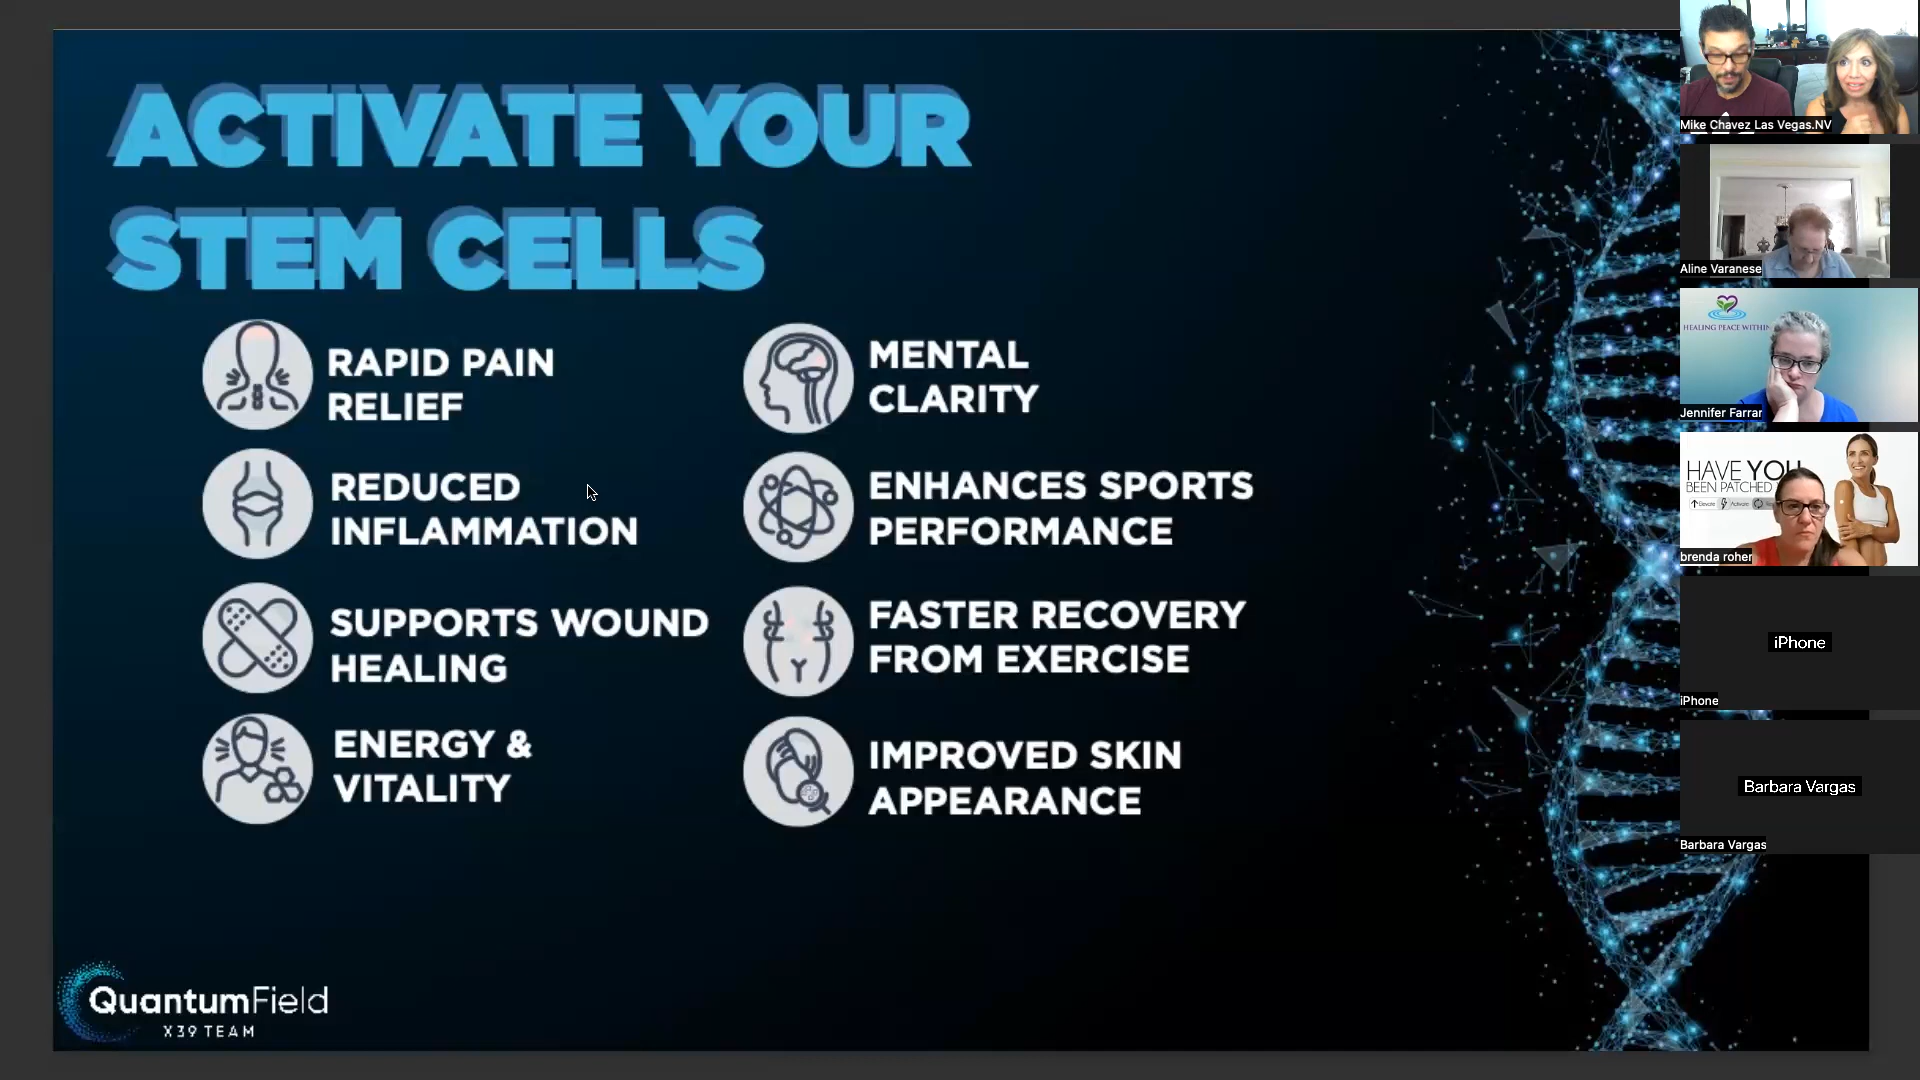 ACTIVATE YOUR
STEM CELLS
RAPID PAIN
RELIEF
REDUCED
INFLAMMATION
SUPPORTS WOUND
HEALING
ENERGY &
VITALITY
MENTAL
CLARITY
ENHANCES SPORTS
PERFORMANCE
FASTER RECOVERY
FROM EXERCISE
IMPROVED SKIN
APPEARANCE
QuantumField
X39 TEAM
Mike Chavez Las Vegas.NV
Aline Varanese
HEALING PEACE WITHIN
Jennifer Farrar
HAVE YOU
BEEN PATCHED
Elevate
Activate
brenda roher
iPhone
iPhone
Barbara Vargas
Barbara Vargas